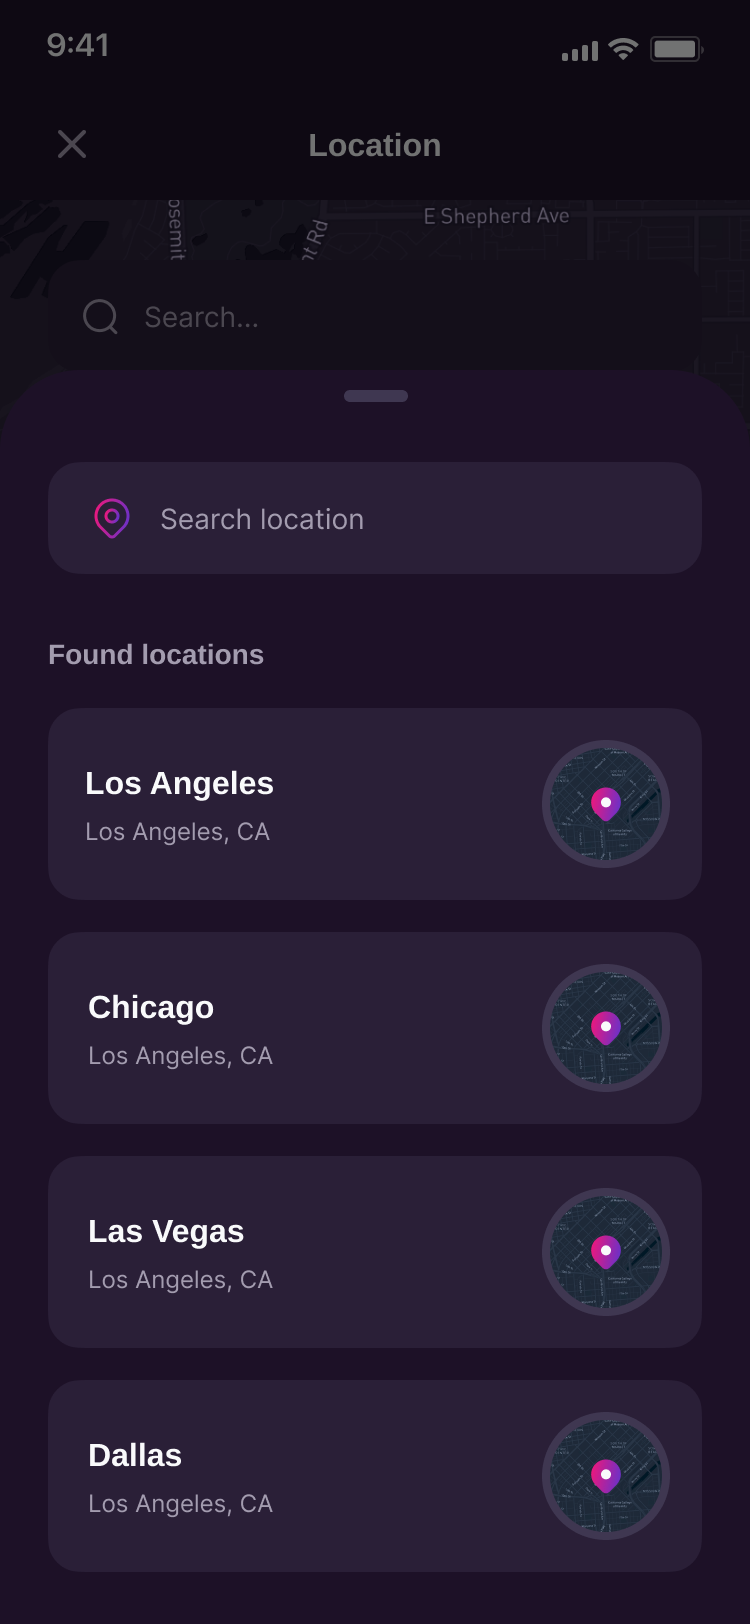 9:41
Location
osemit
nt Rd
E Shepherd Ave
Search...
Search location
Found locations
Los Angeles
Los Angeles, CA
Chicago
Los Angeles, CA
Las Vegas
Los Angeles, CA
Dallas
Los Angeles, CA